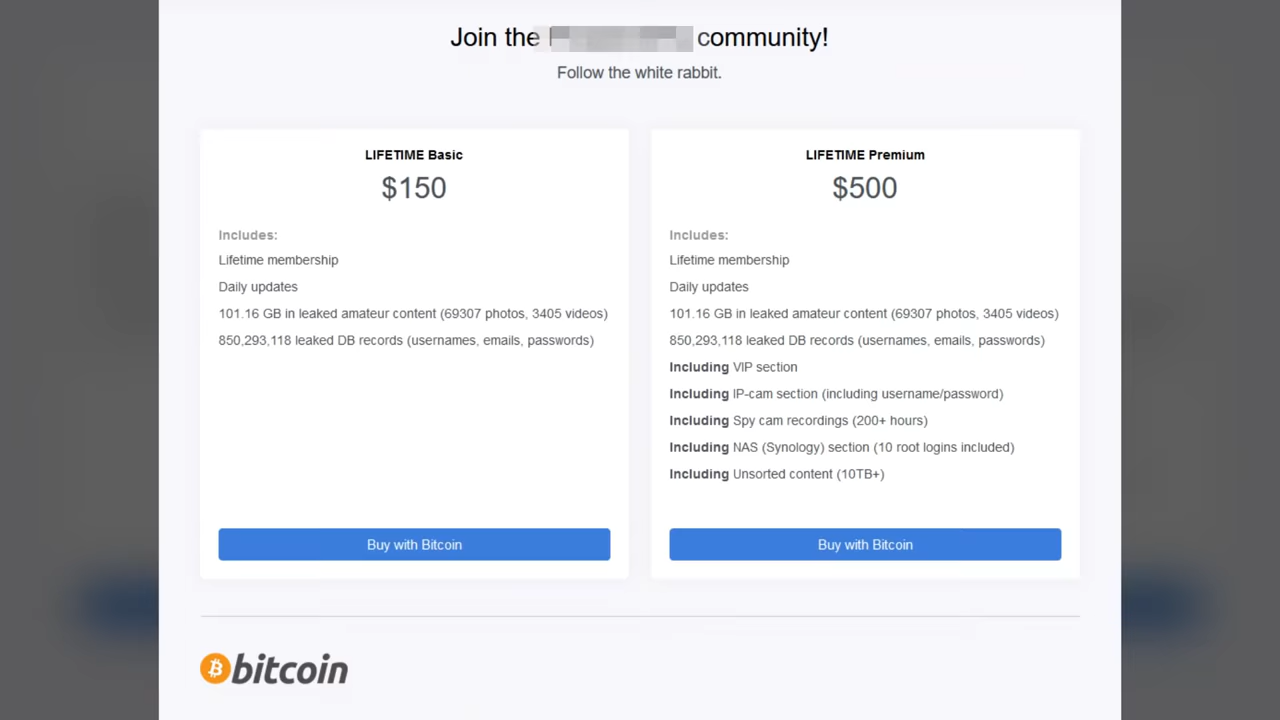 Join the community!
Follow the white rabbit.
LIFETIME Basic
$150
Includes:
Lifetime membership
Daily updates
101.16 GB in leaked amateur content (69307 photos, 3405 videos)
850,293,118 leaked DB records (usernames, emails, passwords)
Buy with Bitcoin
LIFETIME Premium
$500
Includes:
Lifetime membership
Daily updates
101.16 GB in leaked amateur content (69307 photos, 3405 videos)
850,293,118 leaked DB records (usernames, emails, passwords)
Including VIP section
Including IP-cam section (including username/password)
Including Spy cam recordings (200+ hours)
Including NAS (Synology) section (10 root logins included)
Including Unsorted content (10TB+)
Buy with Bitcoin
bitcoin